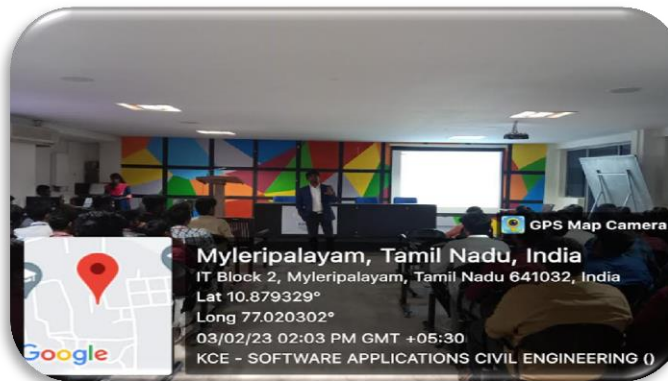 GPS Map Camera
Myleripalayam, Tamil Nadu, India
IT Block 2, Myleripalayam, Tamil Nadu 641032, India
Lat 10.879329°
Long 77.020302°
03/02/23 02:03 PM GMT +05:30
KCE - SOFTWARE APPLICATIONS CIVIL ENGINEERING ()
Google